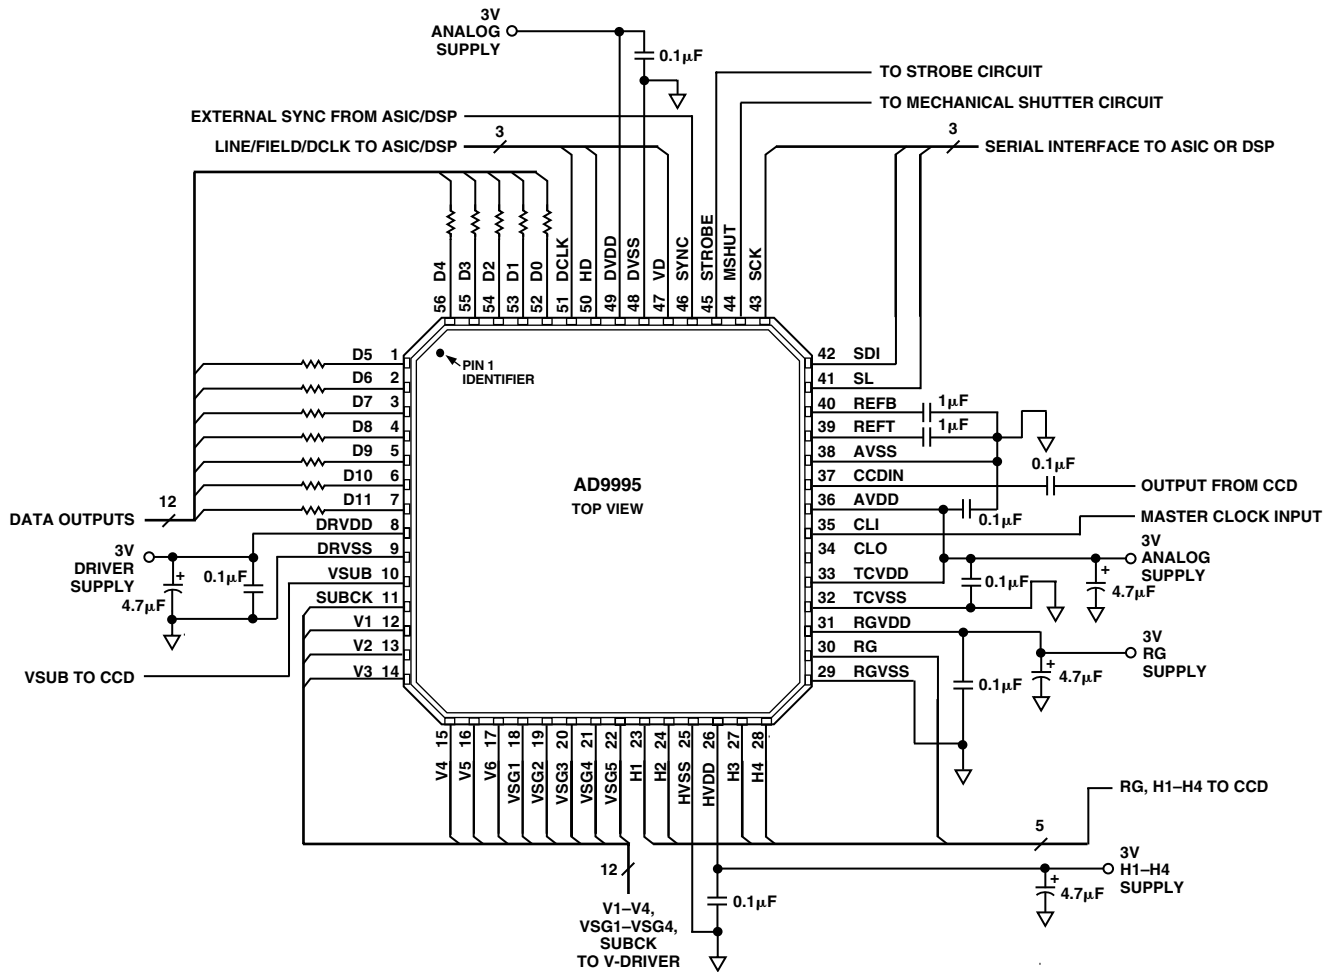 3V
ANALOG
SUPPLY
0.1µF
TO STROBE CIRCUIT
TO MECHANICAL SHUTTER CIRCUIT
EXTERNAL SYNC FROM ASIC/DSP
3
LINE/FIELD/DCLK TO ASIC/DSP
3
SERIAL INTERFACE TO ASIC OR DSP
56 D4
55 D3
54 D2
53 D1
52 D0
51 DCLK
50 HD
49 DVDD
48 DVSS
47 VD
46 SYNC
45 STROBE
44 MSHUT
43 SCK
PIN 1
IDENTIFIER
D5 1
D6 2
D7 3
D8 4
D9 5
D10 6
D11 7
DRVDD 8
DRVSS 9
VSUB 10
SUBCK 11
V1 12
V2 13
V3 14
12
DATA OUTPUTS
3V
DRIVER
SUPPLY
+
4.7µF
0.1µF
VSUB TO CCD
AD9995
TOP VIEW
42 SDI
41 SL
40 REFB
39 REFT
38 AVSS
37 CCDIN
36 AVDD
35 CLI
34 CLO
33 TCVDD
32 TCVSS
31 RGVDD
30 RG
29 RGVSS
1µF
1µF
0.1µF
OUTPUT FROM CCD
0.1µF
MASTER CLOCK INPUT
3V
ANALOG
SUPPLY
0.1µF
+
4.7µF
3V
RG
SUPPLY
0.1µF
+
4.7µF
V4 15
V5 16
V6 17
VSG1 18
VSG2 19
VSG3 20
VSG4 21
VSG5 22
H1 23
H2 24
HVSS 25
HVDD 26
H3 27
H4 28
RG, H1–H4 TO CCD
5
3V
H1–H4
SUPPLY
+
4.7µF
0.1µF
12
V1–V4,
VSG1–VSG4,
SUBCK
TO V-DRIVER